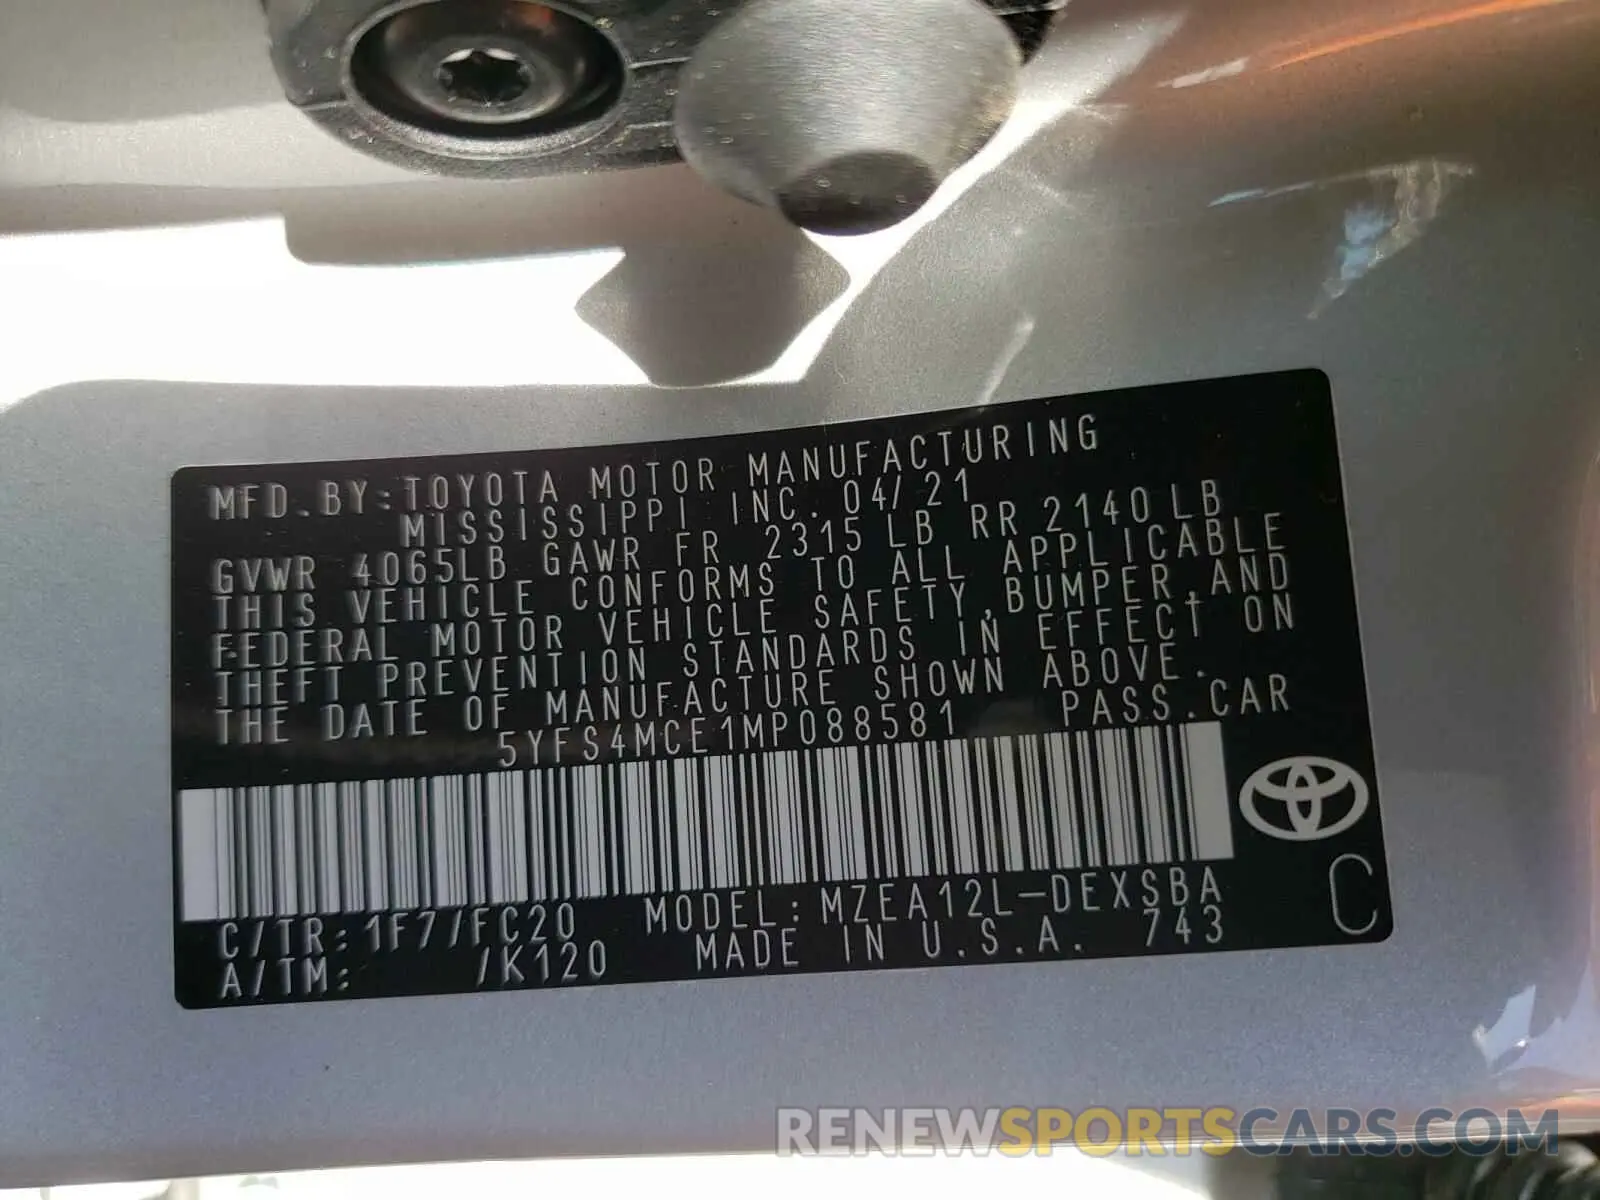 MFD.BY:TOYOTA MOTOR MANUFACTURING
MISSISSIPPI INC. 04/21
GVWR 4065LB GAWR FR 2315 LB RR 2140 LB
THIS VEHICLE CONFORMS TO ALL APPLICABLE
FEDERAL MOTOR VEHICLE SAFETY,BUMPER,AND
THEFT PREVENTION STANDARDS IN EFFECT ON
THE DATE OF MANUFACTURE SHOWN ABOVE.
5YFS4MCE1MP088581 PASS.CAR
C/TR:1F7/FC20 MODEL:MZEA12L-DEXSBA
A/TM: /K120 MADE IN U.S.A. 743
C
RENEWSPORTSCARS.COM